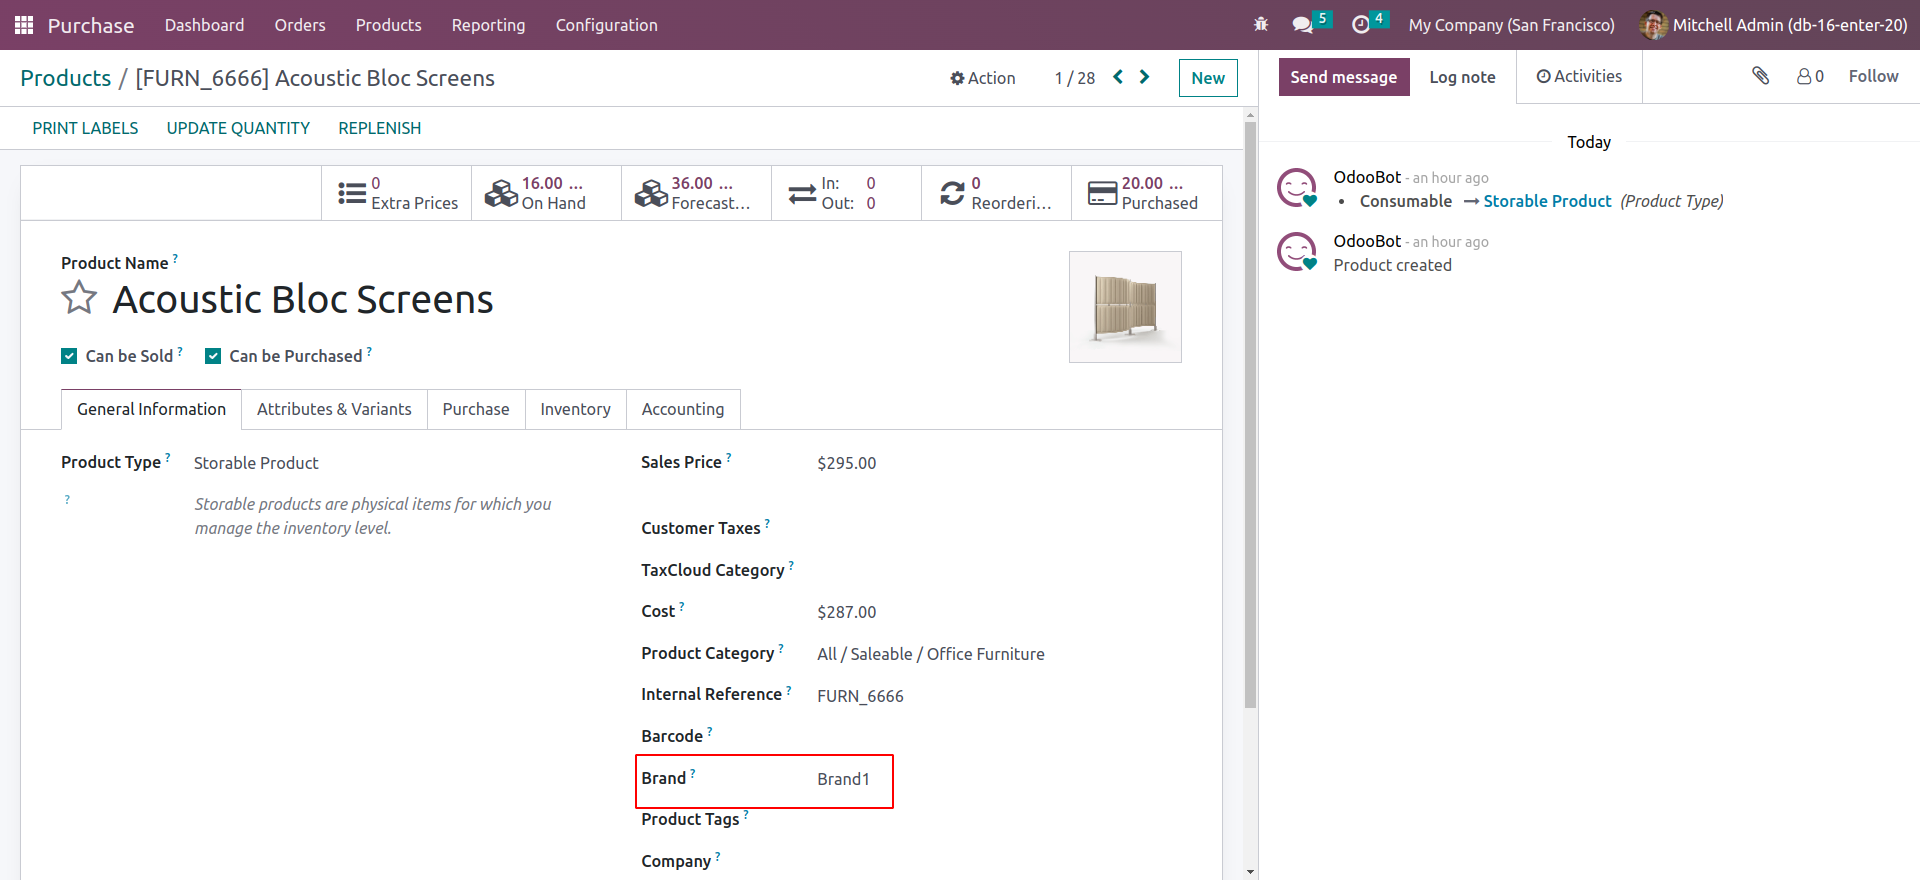 Purchase Dashboard Orders Products Reporting Configuration 5 4 My Company (San Francisco) Mitchell Admin (db-16-enter-20)
Products / [FURN_6666] Acoustic Bloc Screens Action 1 / 28 New
PRINT LABELS UPDATE QUANTITY REPLENISH
0 Extra Prices
16.00 ... On Hand
36.00 ... Forecast...
In: 0
Out: 0
0 Reorderi...
20.00 ... Purchased
Product Name ?
Acoustic Bloc Screens
Can be Sold ? Can be Purchased ?
General Information Attributes & Variants Purchase Inventory Accounting
Product Type ? Storable Product
? Storable products are physical items for which you
manage the inventory level.
Sales Price ? $295.00
Customer Taxes ?
TaxCloud Category ?
Cost ? $287.00
Product Category ? All / Saleable / Office Furniture
Internal Reference ? FURN_6666
Barcode ?
Brand ? Brand1
Product Tags ?
Company ?
Send message Log note Activities 0 Follow
Today
OdooBot - an hour ago
• Consumable → Storable Product (Product Type)
OdooBot - an hour ago
Product created